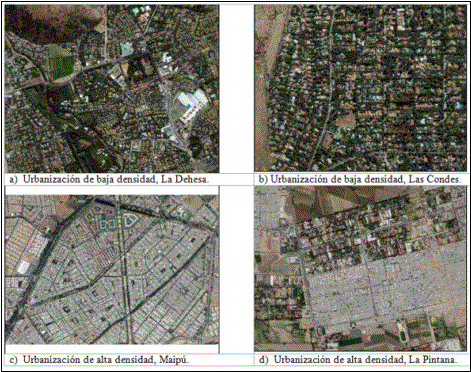 a) Urbanización de baja densidad, La Dehesa.
b) Urbanización de baja densidad, Las Condes.
c) Urbanización de alta densidad, Maipú.
d) Urbanización de alta densidad, La Pintana.